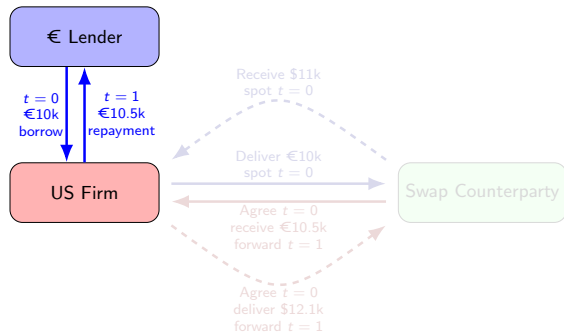 € Lender
t = 0
€10k
borrow
t = 1
€10.5k
repayment
US Firm
Receive $11k
spot t = 0
Deliver €10k
spot t = 0
Swap Counterparty
Agree t = 0
receive €10.5k
forward t = 1
Agree t = 0
deliver $12.1k
forward t = 1